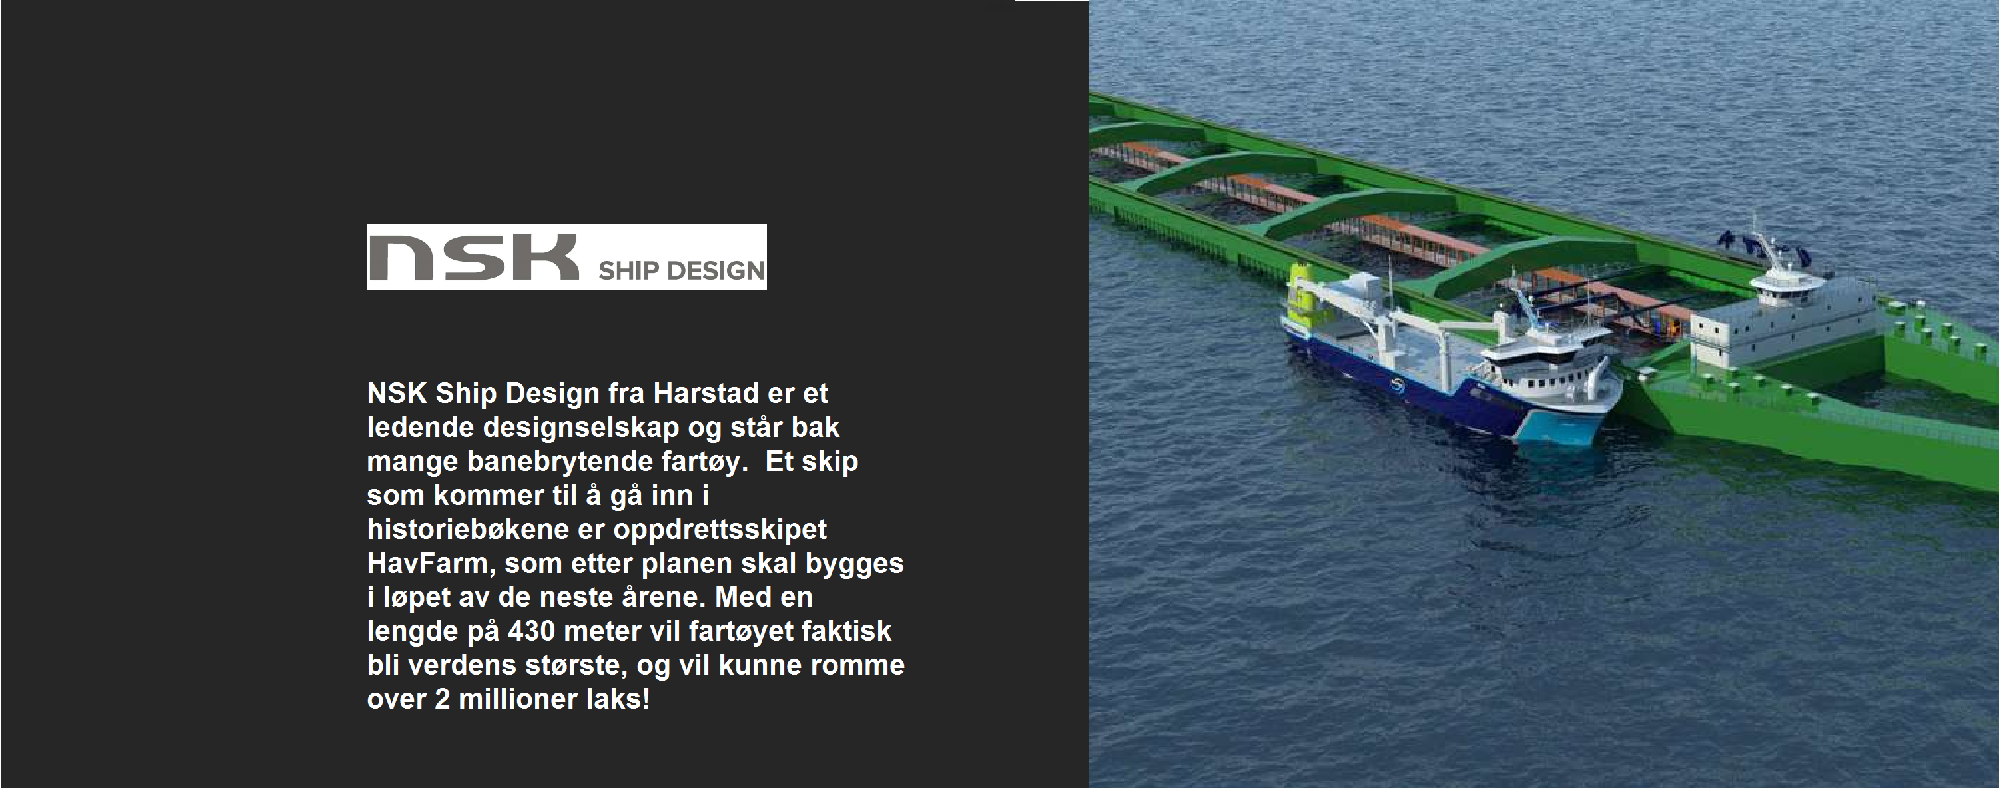 nsk SHIP DESIGN
NSK Ship Design fra Harstad er et
ledende designselskap og står bak
mange banebrytende fartøy.  Et skip
som kommer til å gå inn i
historiebøkene er oppdrettsskipet
HavFarm, som etter planen skal bygges
i løpet av de neste årene. Med en
lengde på 430 meter vil fartøyet faktisk
bli verdens største, og vil kunne romme
over 2 millioner laks!